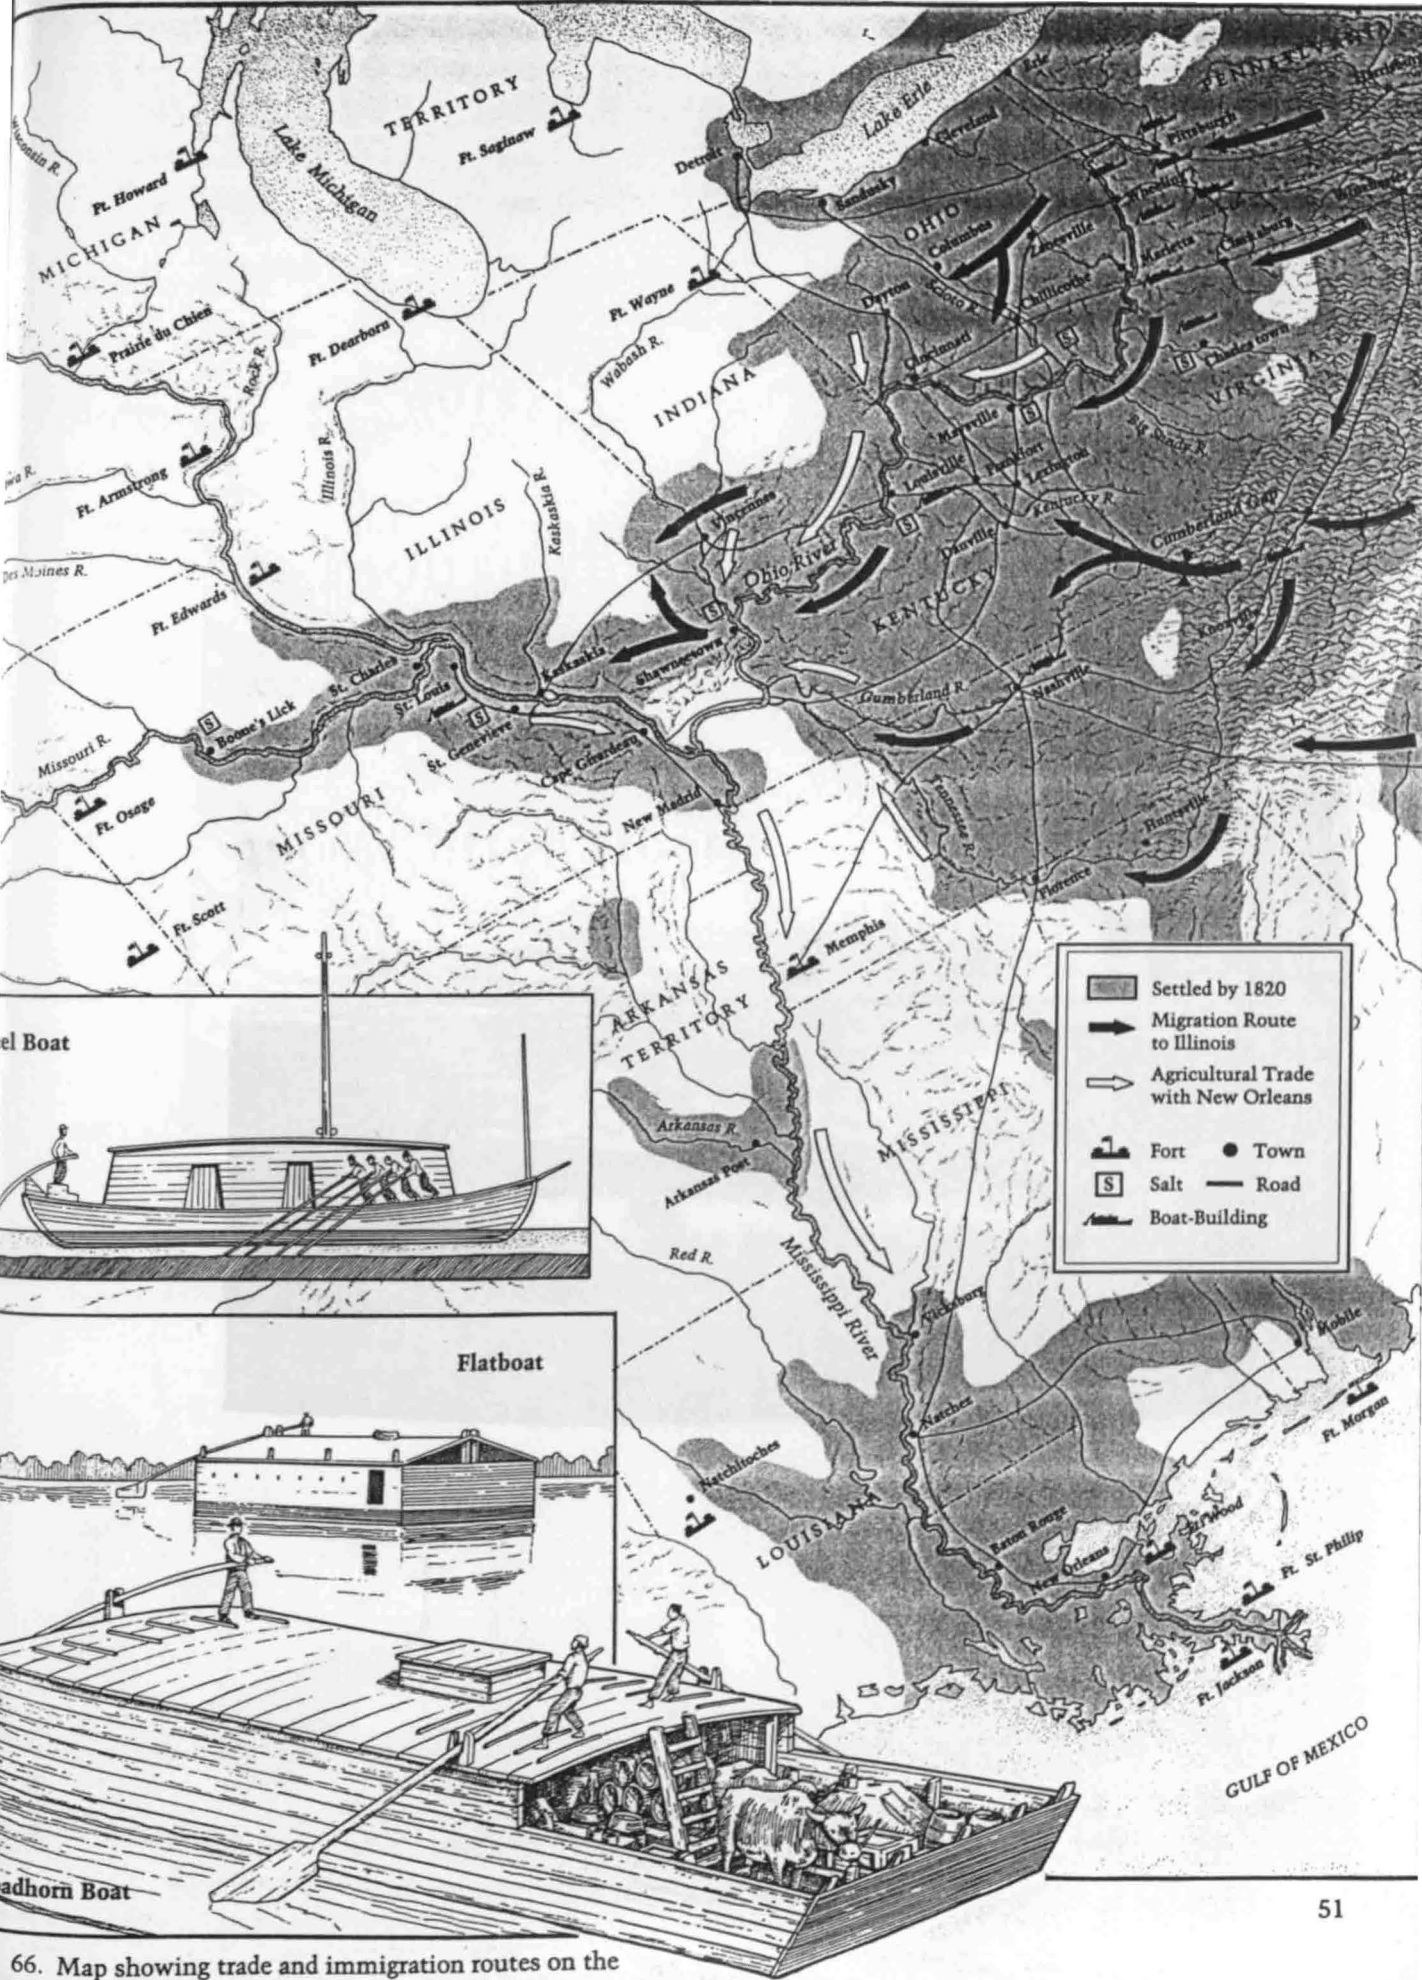 TERRITORY
Lake Michigan
Ft. Saginaw
Ft. Howard
MICHIGAN
Detroit
Lake Erie
Erie
Cleveland
Sandusky
PENNSYLVANIA
Pittsburgh
Wheeling
OHIO
Columbus
Zanesville
Marietta
Clarksburg
Ft. Wayne
Dayton
Scioto R.
Chillicothe
Prairie du Chien
Rock R.
Ft. Dearborn
Wabash R.
INDIANA
Cincinnati
S
S
Charles town
VIRGINIA
Maysville
S
Big Sandy R.
Ft. Armstrong
Illinois R.
ILLINOIS
Kaskaskia R.
Vincennes
Louisville
Frankfort
Lexington
S
Kentucky R.
Danville
Cumberland Gap
Des Moines R.
Ft. Edwards
Ohio River
S
KENTUCKY
Knoxville
St. Charles
St. Louis
Kaskaskia
Shawneetown
Gumberland R.
Nashville
S
Boone's Lick
S
St. Genevieve
Cape Girardeau
Missouri R.
Ft. Osage
MISSOURI
New Madrid
Tennessee R.
Huntsville
Florence
Ft. Scott
Memphis
ARKANSAS
TERRITORY
MISSISSIPPI
Arkansas R.
Arkansas Post
Red R.
Mississippi River
Vicksburg
Mobile
Ft. Morgan
Natchez
Natchitoches
LOUISIANA
Baton Rouge
New Orleans
Ft. Wood
Ft. St. Philip
Ft. Jackson
GULF OF MEXICO
Settled by 1820
Migration Route
to Illinois
Agricultural Trade
with New Orleans
Fort
Town
S
Salt
Road
Boat-Building
el Boat
Flatboat
adhorn Boat
51
66. Map showing trade and immigration routes on the